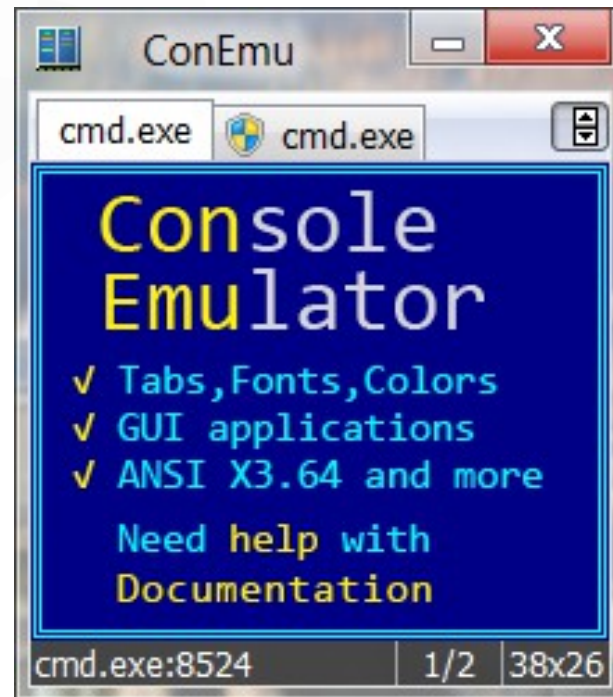 ConEmu
cmd.exe cmd.exe
Console
Emulator
√ Tabs,Fonts,Colors
√ GUI applications
√ ANSI X3.64 and more
Need help with
Documentation
cmd.exe:8524 1/2 38x26